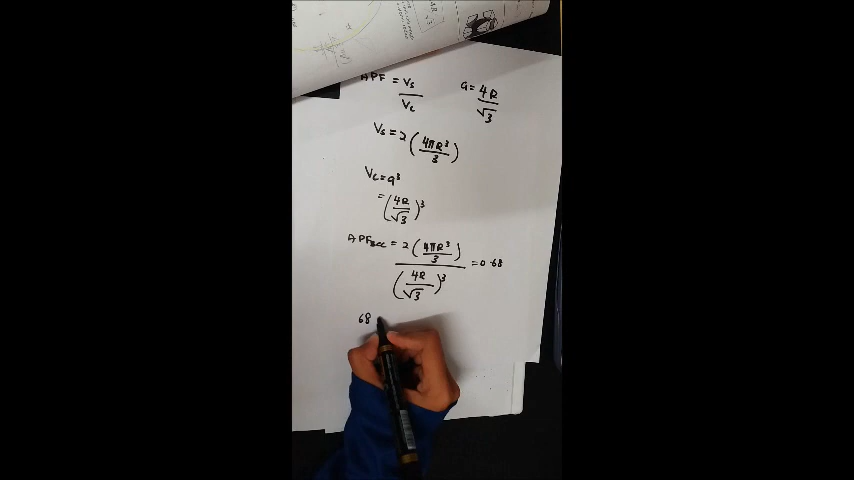 APF = Vs / Vc    a = 4R / √3
Vs = 2 (4πR³ / 3)
Vc = a³
= (4R / √3)³
APFBCC = 2 (4πR³ / 3) / (4R / √3)³ = 0.68
68